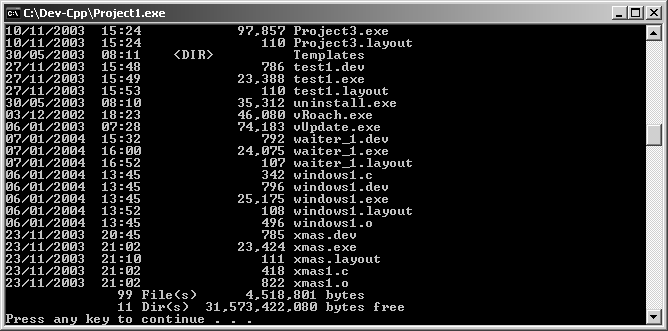 C:\Dev-Cpp\Project1.exe
10/11/2003  15:24            97,857 Project3.exe
10/11/2003  15:24               110 Project3.layout
30/05/2003  08:11    <DIR>          Templates
27/11/2003  15:48               786 test1.dev
27/11/2003  15:49            23,388 test1.exe
27/11/2003  15:53               110 test1.layout
30/05/2003  08:10            35,312 uninstall.exe
03/12/2002  18:23            46,080 vRoach.exe
06/01/2003  07:28            74,183 vUpdate.exe
07/01/2004  15:32               792 waiter_1.dev
07/01/2004  16:00            24,075 waiter_1.exe
07/01/2004  16:52               107 waiter_1.layout
06/01/2004  13:45               342 windows1.c
06/01/2004  13:45               796 windows1.dev
06/01/2004  13:45            25,175 windows1.exe
06/01/2004  13:52               108 windows1.layout
06/01/2004  13:45               496 windows1.o
23/11/2003  20:45               785 xmas.dev
23/11/2003  21:02            23,424 xmas.exe
23/11/2003  21:10               111 xmas.layout
23/11/2003  21:02               418 xmas1.c
23/11/2003  21:02               822 xmas1.o
              99 File(s)      4,518,801 bytes
              11 Dir(s)  31,573,422,080 bytes free
Press any key to continue . . .